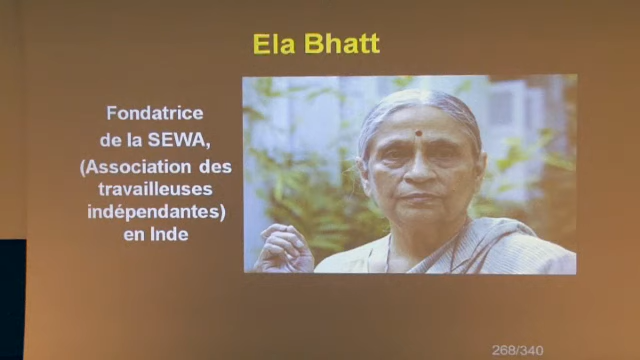 Ela Bhatt
Fondatrice
de la SEWA,
(Association des
travailleuses
indépendantes)
en Inde
268/340